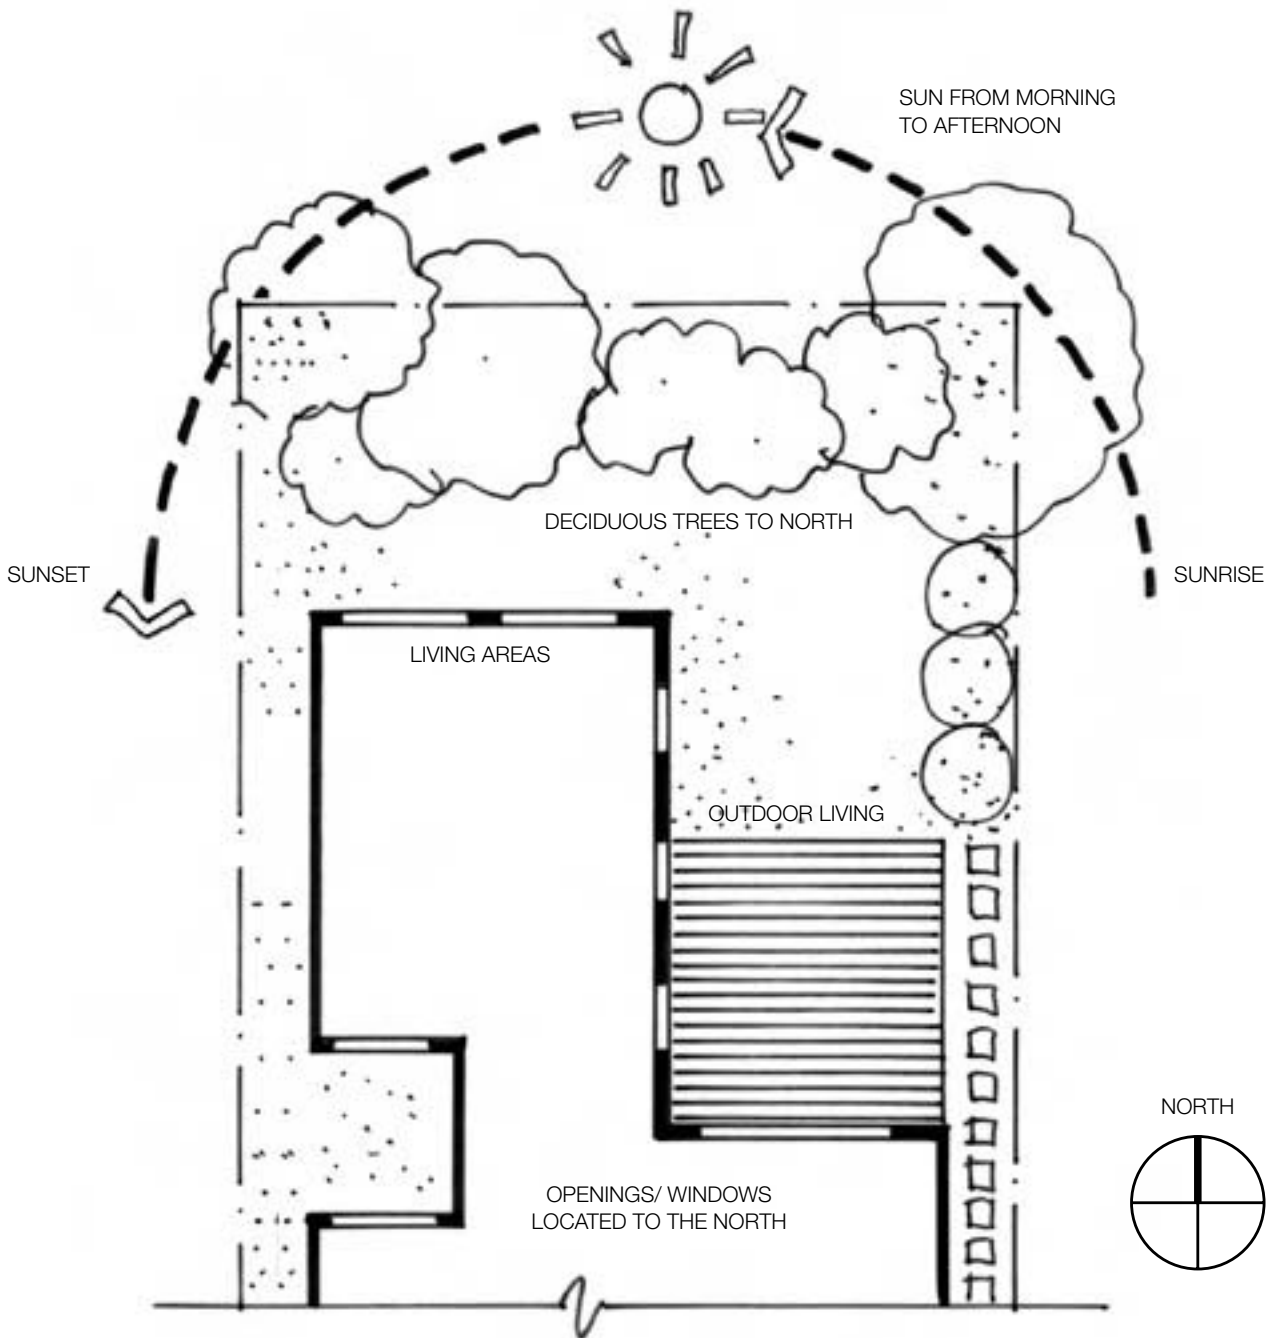 SUN FROM MORNING
TO AFTERNOON
DECIDUOUS TREES TO NORTH
SUNSET
SUNRISE
LIVING AREAS
OUTDOOR LIVING
NORTH
OPENINGS/ WINDOWS
LOCATED TO THE NORTH